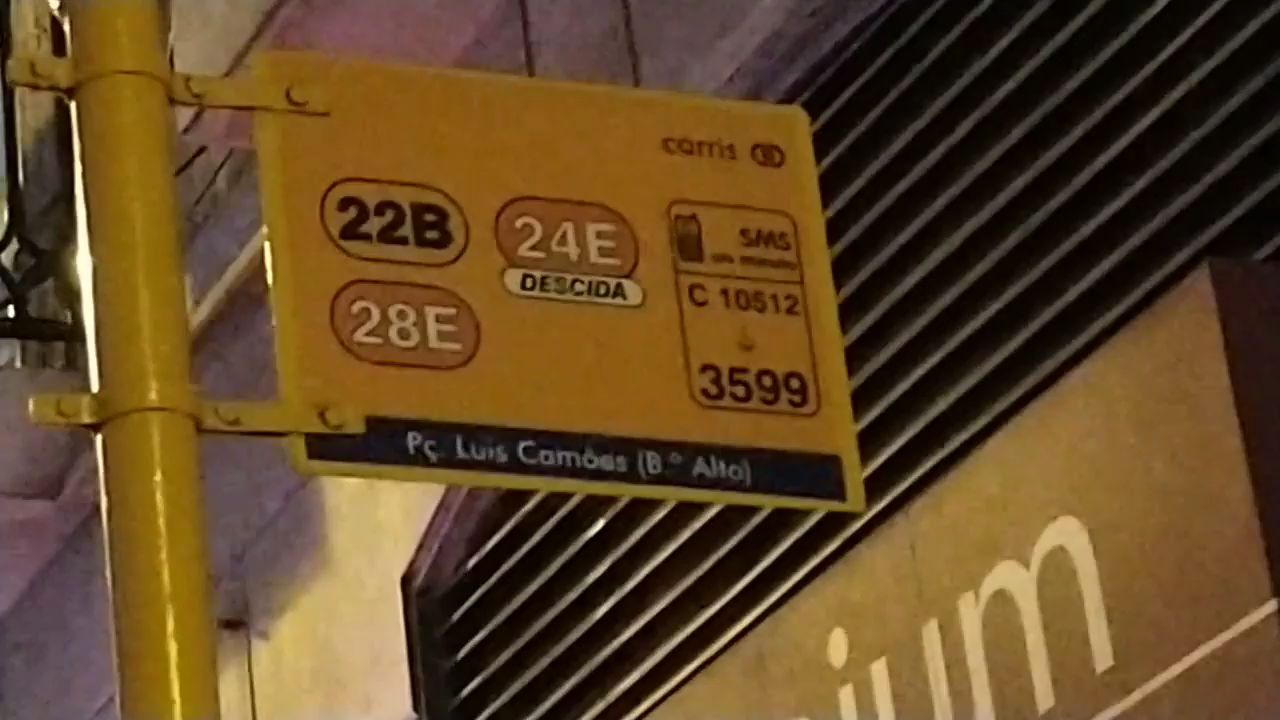 carris
22B
24E
DESCIDA
28E
SMS
C 10512
3599
Pç. Luis Camões (B.º Alto)
ium